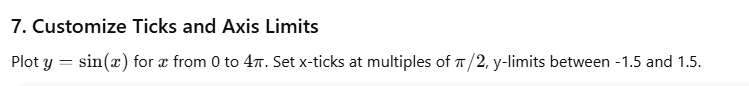 7. Customize Ticks and Axis Limits
Plot y = sin(x) for x from 0 to 4π. Set x-ticks at multiples of π/2, y-limits between -1.5 and 1.5.